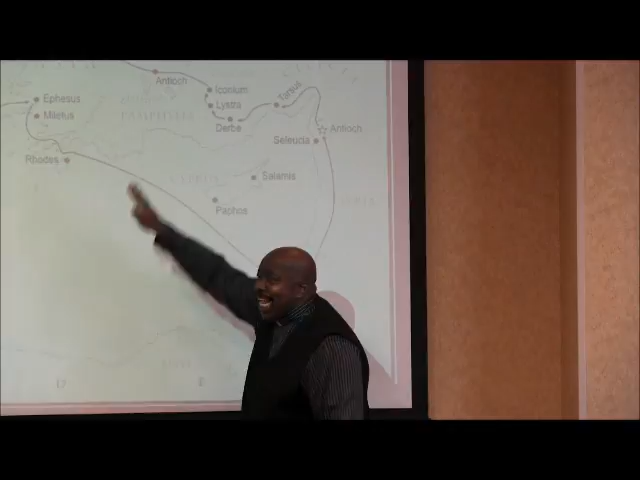 Antioch
Iconium
Ephesus
Lystra
Tarsus
Miletus
Derbe
Antioch
Seleucia
Rhodes
Salamis
Paphos
D
E